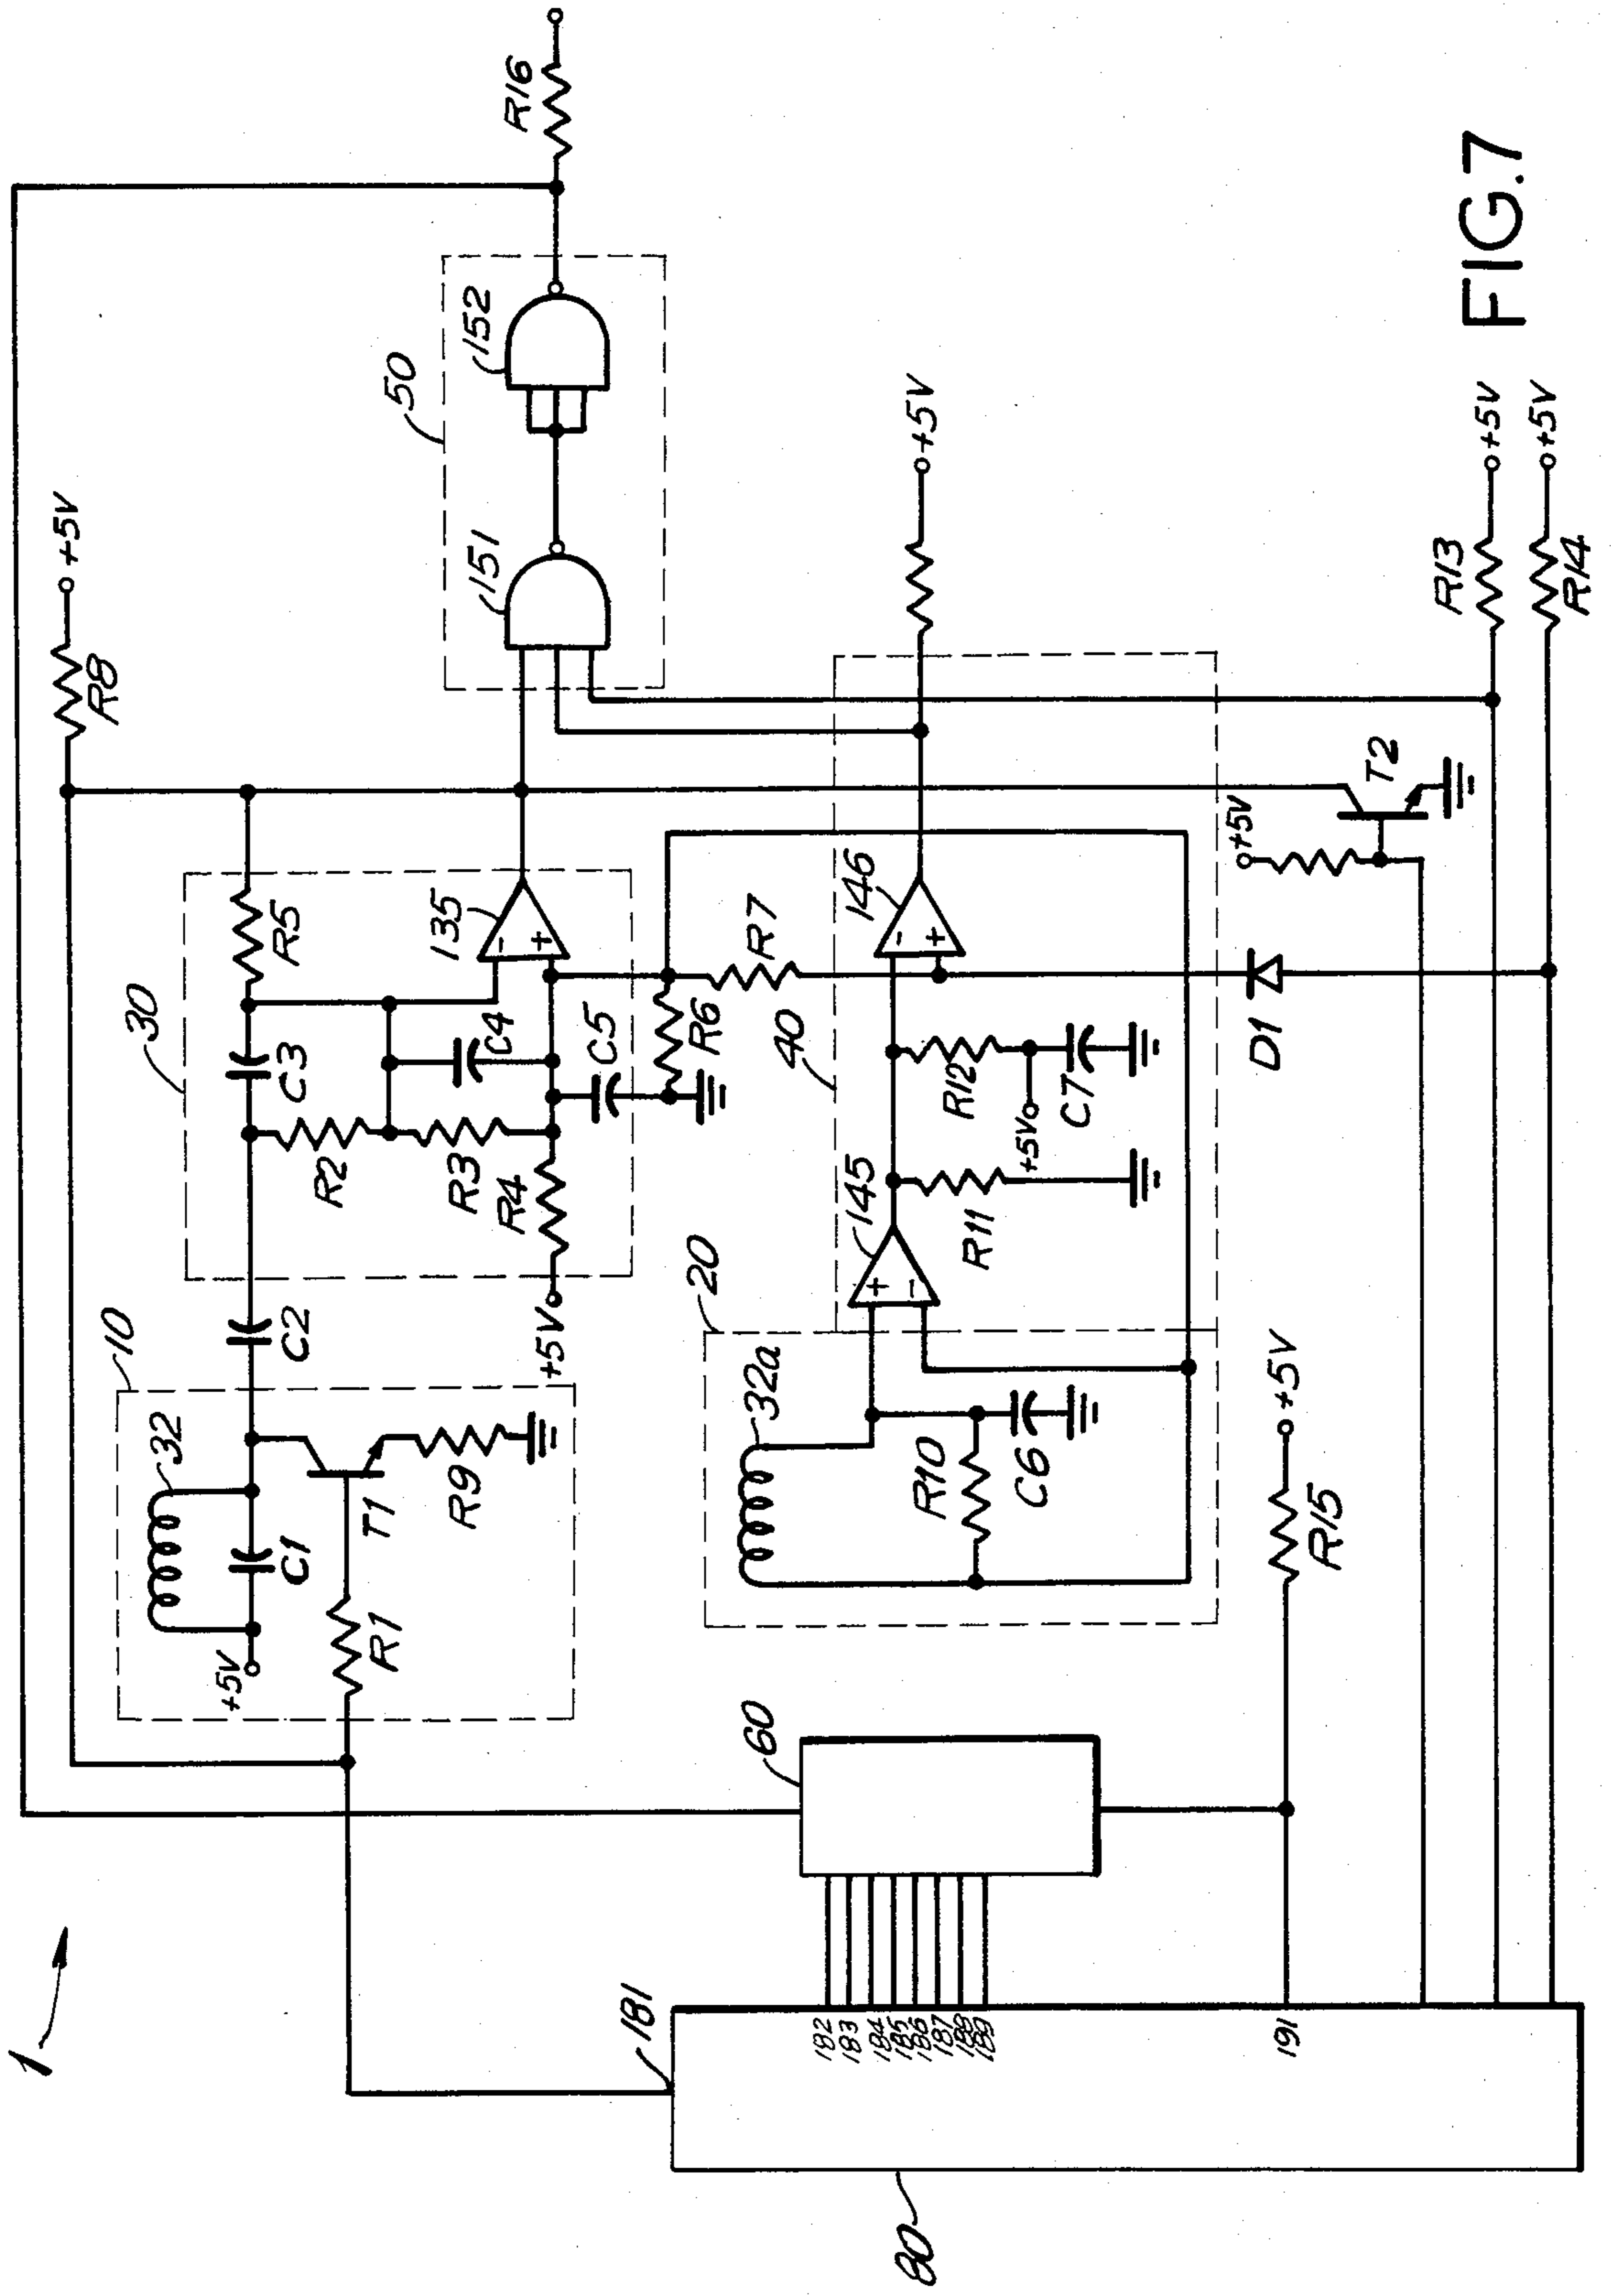 1
+5V
R8
R16
10
32
C1
+5V
R1
T1
R9
C2
30
C3
R5
R2
R3
R4
+5V
C4
C5
135
-
+
R6
R7
50
151
152
20
32a
R10
C6
40
145
+
-
R11
R12
+5V
C7
146
-
+
+5V
60
80
181
182
183
184
185
186
187
188
189
191
R15
+5V
D1
+5V
T2
R13
+5V
R14
+5V
FIG.7